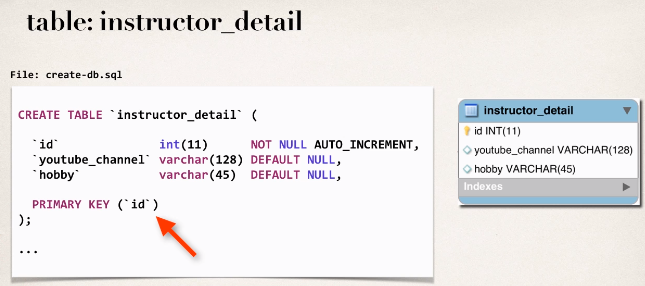 table: instructor_detail
File: create-db.sql
CREATE TABLE `instructor_detail` (
`id` int(11) NOT NULL AUTO_INCREMENT,
`youtube_channel` varchar(128) DEFAULT NULL,
`hobby` varchar(45) DEFAULT NULL,
PRIMARY KEY (`id`)
);
...
instructor_detail
id INT(11)
youtube_channel VARCHAR(128)
hobby VARCHAR(45)
Indexes